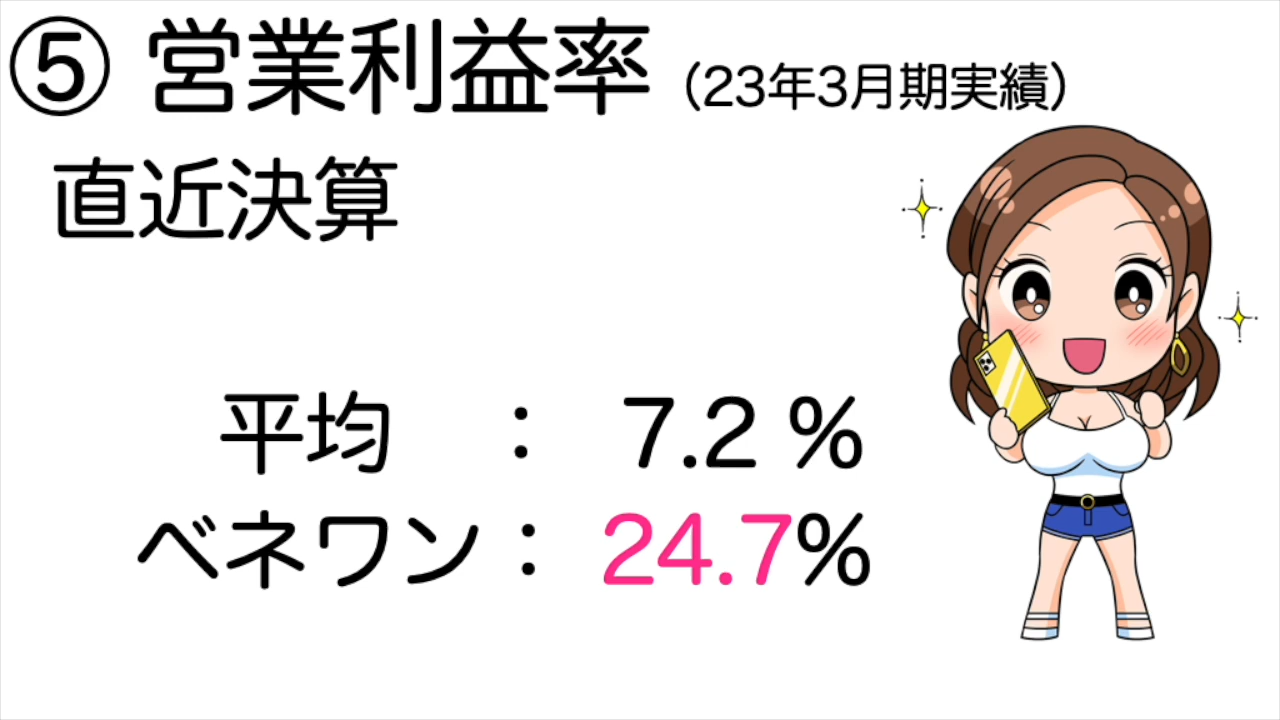 ⑤ 営業利益率 (23年3月期実績)
直近決算
平均 : 7.2 %
ベネワン: 24.7%